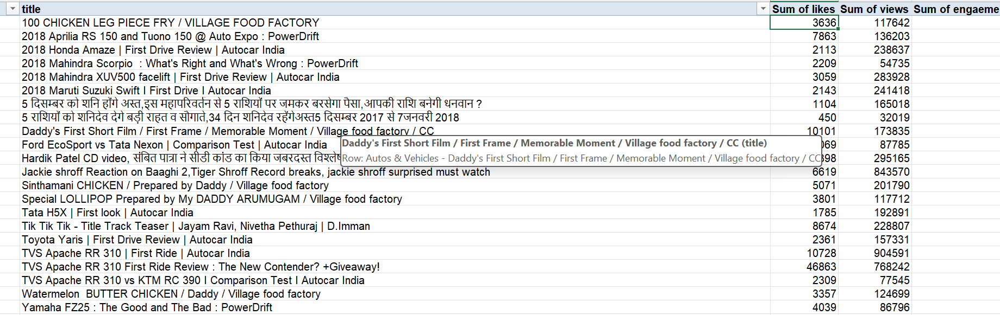 title Sum of likes Sum of views Sum of engaeme
100 CHICKEN LEG PIECE FRY / VILLAGE FOOD FACTORY 3636 117642
2018 Aprilia RS 150 and Tuono 150 @ Auto Expo : PowerDrift 7863 136203
2018 Honda Amaze | First Drive Review | Autocar India 2113 238637
2018 Mahindra Scorpio  : What's Right and What's Wrong : PowerDrift 2209 54735
2018 Mahindra XUV500 facelift | First Drive Review | Autocar India 3059 283928
2018 Maruti Suzuki Swift I First Drive I Autocar India 2143 241418
5 दिसम्बर को शनि होंगे अस्त,इस महापरिवर्तन से 5 राशियों पर जमकर बरसेगा पैसा,आपकी राशि बनेगी धनवान ? 1104 165018
5 राशियों को शनिदेव देगे बड़ी राहत व सौगाते,34 दिन शनिदेव रहेंगेअस्त5 दिसम्बर 2017 से 7जनवरी 2018 450 32019
Daddy's First Short Film / First Frame / Memorable Moment / Village food factory / CC 10101 173835
Daddy's First Short Film / First Frame / Memorable Moment / Village food factory / CC (title)
Ford EcoSport vs Tata Nexon | Comparison Test | Autocar India 069 87785
Row: Autos & Vehicles - Daddy's First Short Film / First Frame / Memorable Moment / Village food factory / CC
Hardik Patel CD video, संबित पात्रा ने सीडी कांड का किया जबरदस्त 398 295165
Jackie shroff Reaction on Baaghi 2,Tiger Shroff Record breaks, jackie shroff surprised must watch 6619 843570
Sinthamani CHICKEN / Prepared by Daddy / Village food factory 5071 201790
Special LOLLIPOP Prepared by My DADDY ARUMUGAM / Village food factory 3801 117712
Tata H5X | First look | Autocar India 1785 192891
Tik Tik Tik - Title Track Teaser | Jayam Ravi, Nivetha Pethuraj | D.Imman 8674 228807
Toyota Yaris | First Drive Review | Autocar India 2361 157331
TVS Apache RR 310 | First Ride | Autocar India 10728 904591
TVS Apache RR 310 First Ride Review : The New Contender? +Giveaway! 46863 768242
TVS Apache RR 310 vs KTM RC 390 I Comparison Test I Autocar India 2309 77545
Watermelon  BUTTER CHICKEN / Daddy / Village food factory 3357 124699
Yamaha FZ25 : The Good and The Bad : PowerDrift 4039 86796